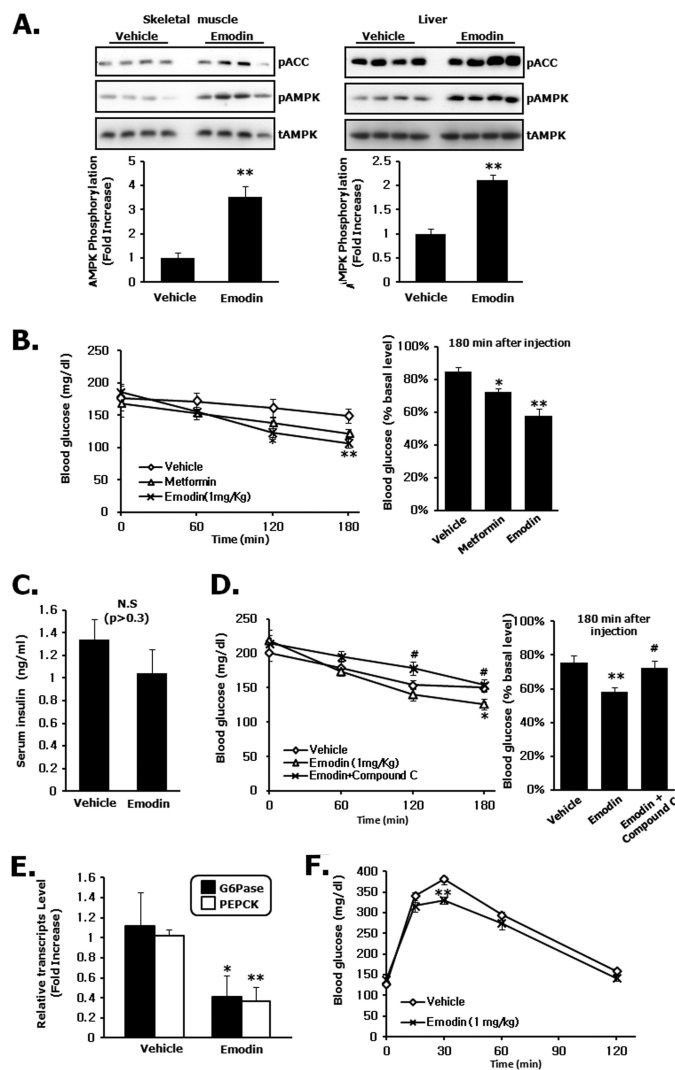 A.
Skeletal muscle
Vehicle Emodin
pACC
pAMPK
tAMPK
AMPK Phosphorylation
(Fold Increase)
5
4
3
2
1
0
**
Vehicle Emodin
Liver
Vehicle Emodin
pACC
pAMPK
tAMPK
MPK Phosphorylation
(Fold Increase)
2.5
2
1.5
1
0.5
0
**
Vehicle Emodin
B.
Blood glucose (mg/dl)
250
200
150
100
50
0
* **
Vehicle
Metformin
Emodin(1mg/Kg)
0 60 120 180
Time (min)
180 min after injection
Blood glucose (% basal level)
100%
80%
60%
40%
20%
0%
* **
Vehicle Metformin Emodin
C.
N.S
(p>0.3)
Serum insulin (ng/ml)
1.6
1.4
1.2
1
0.8
0.6
0.4
0.2
0
Vehicle Emodin
D.
Blood glucose (mg/dl)
250
200
150
100
50
0
# #
*
Vehicle
Emodin (1mg/Kg)
Emodin+Compound C
0 60 120 180
Time (min)
180 min after
injection
Blood glucose (% basal level)
100%
80%
60%
40%
20%
0%
** #
Vehicle Emodin Emodin +
Compound C
E.
G6Pase
PEPCK
Relative transcripts Level
(Fold Increase)
1.6
1.4
1.2
1
0.8
0.6
0.4
0.2
0
* **
Vehicle Emodin
F.
Blood glucose (mg/dl)
400
350
300
250
200
150
100
50
0
**
Vehicle
Emodin (1 mg/kg)
0 30 60 90 120
Time (min)